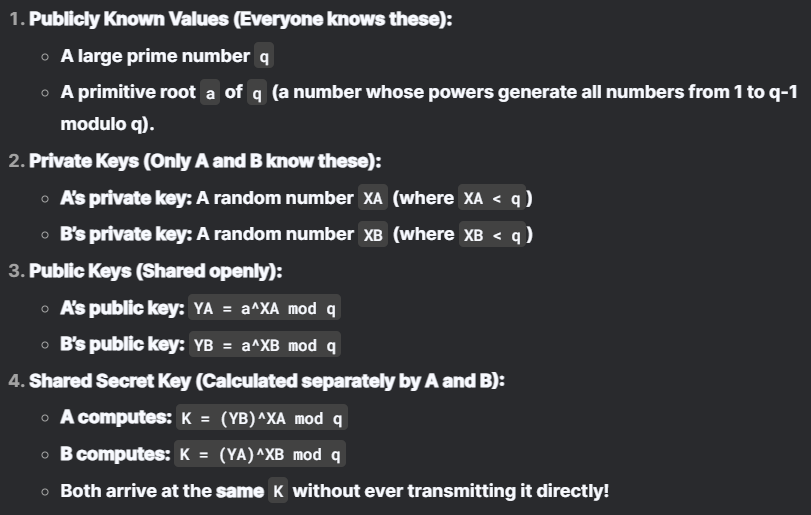 1. Publicly Known Values (Everyone knows these):
○ A large prime number q
○ A primitive root a of q (a number whose powers generate all numbers from 1 to q-1
modulo q).
2. Private Keys (Only A and B know these):
○ A's private key: A random number XA (where XA < q)
○ B's private key: A random number XB (where XB < q)
3. Public Keys (Shared openly):
○ A's public key: YA = a^XA mod q
○ B's public key: YB = a^XB mod q
4. Shared Secret Key (Calculated separately by A and B):
○ A computes: K = (YB)^XA mod q
○ B computes: K = (YA)^XB mod q
○ Both arrive at the same K without ever transmitting it directly!